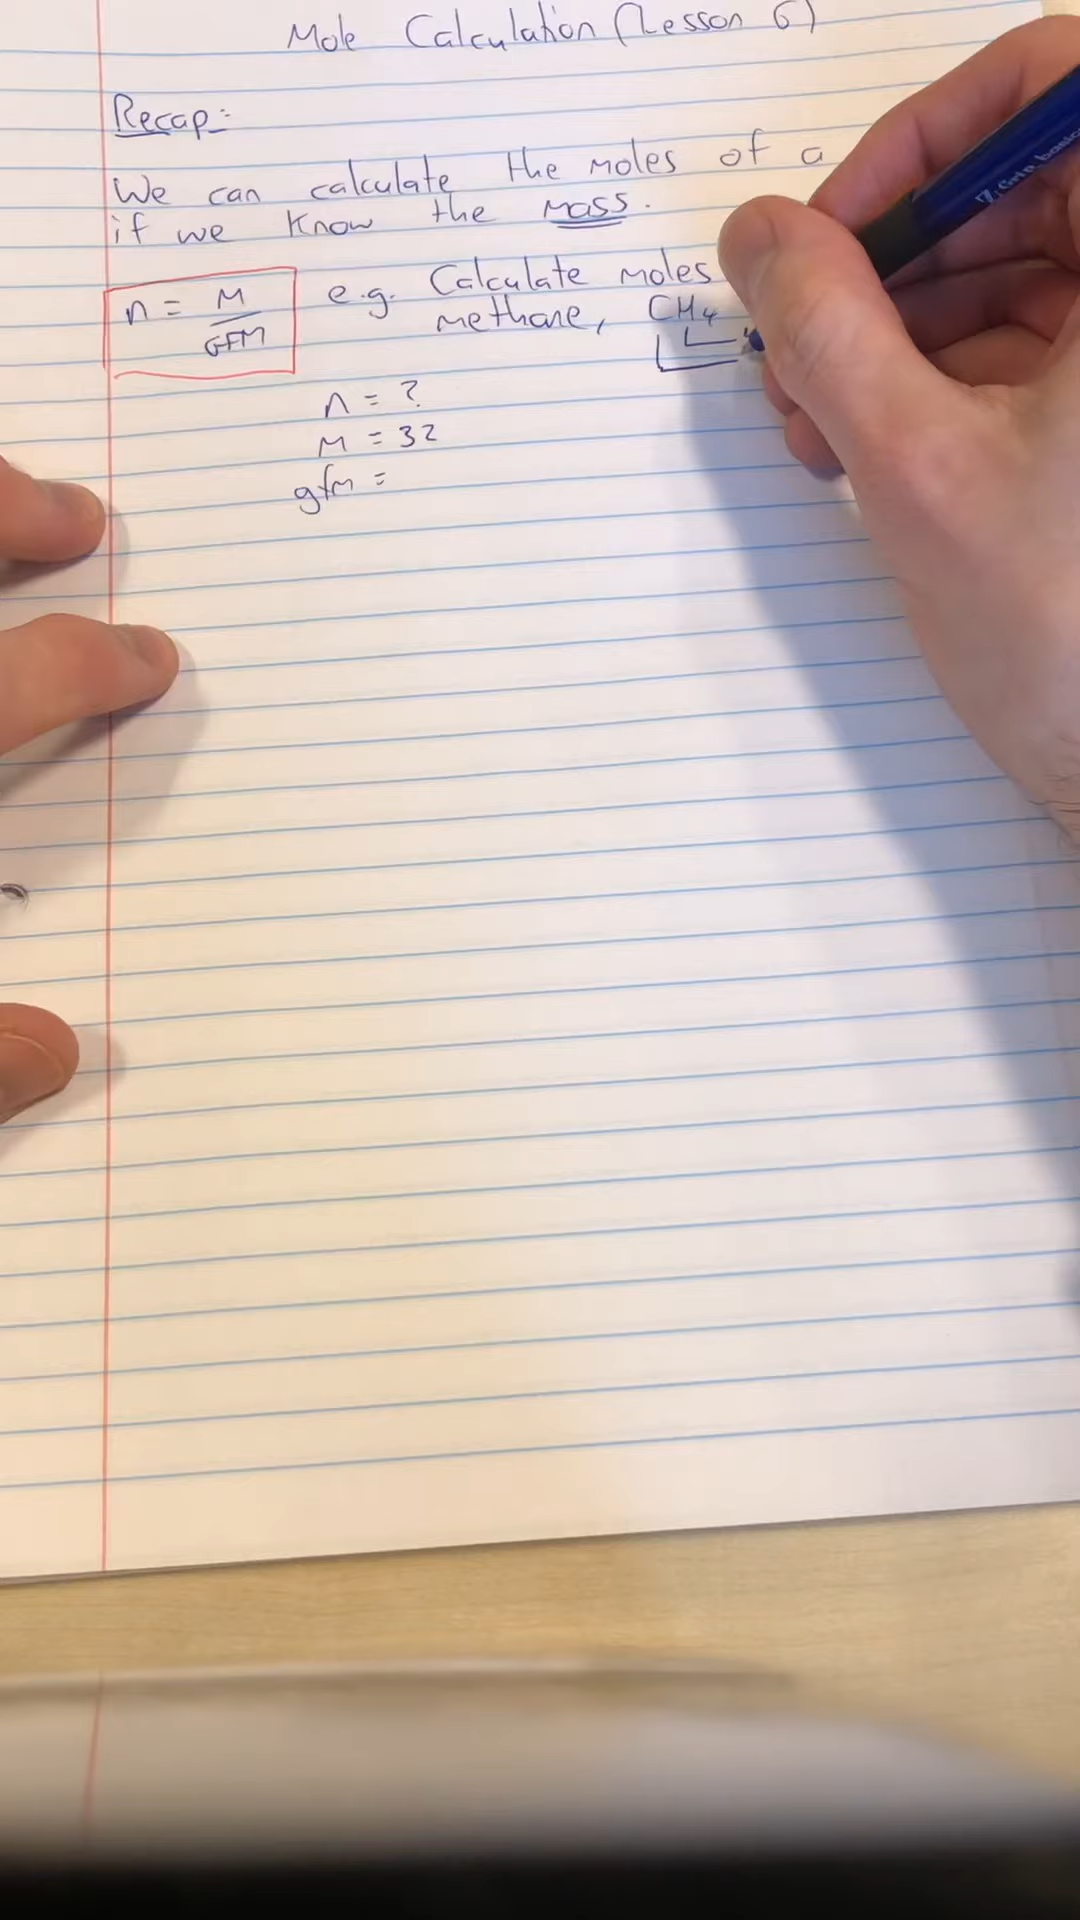 Mole Calculation (Lesson 6)
Recap:
We can calculate the moles of a
if we know the mass.
n = M
GFM
e.g. Calculate moles
methane, CH4
n = ?
M = 32
gfm =